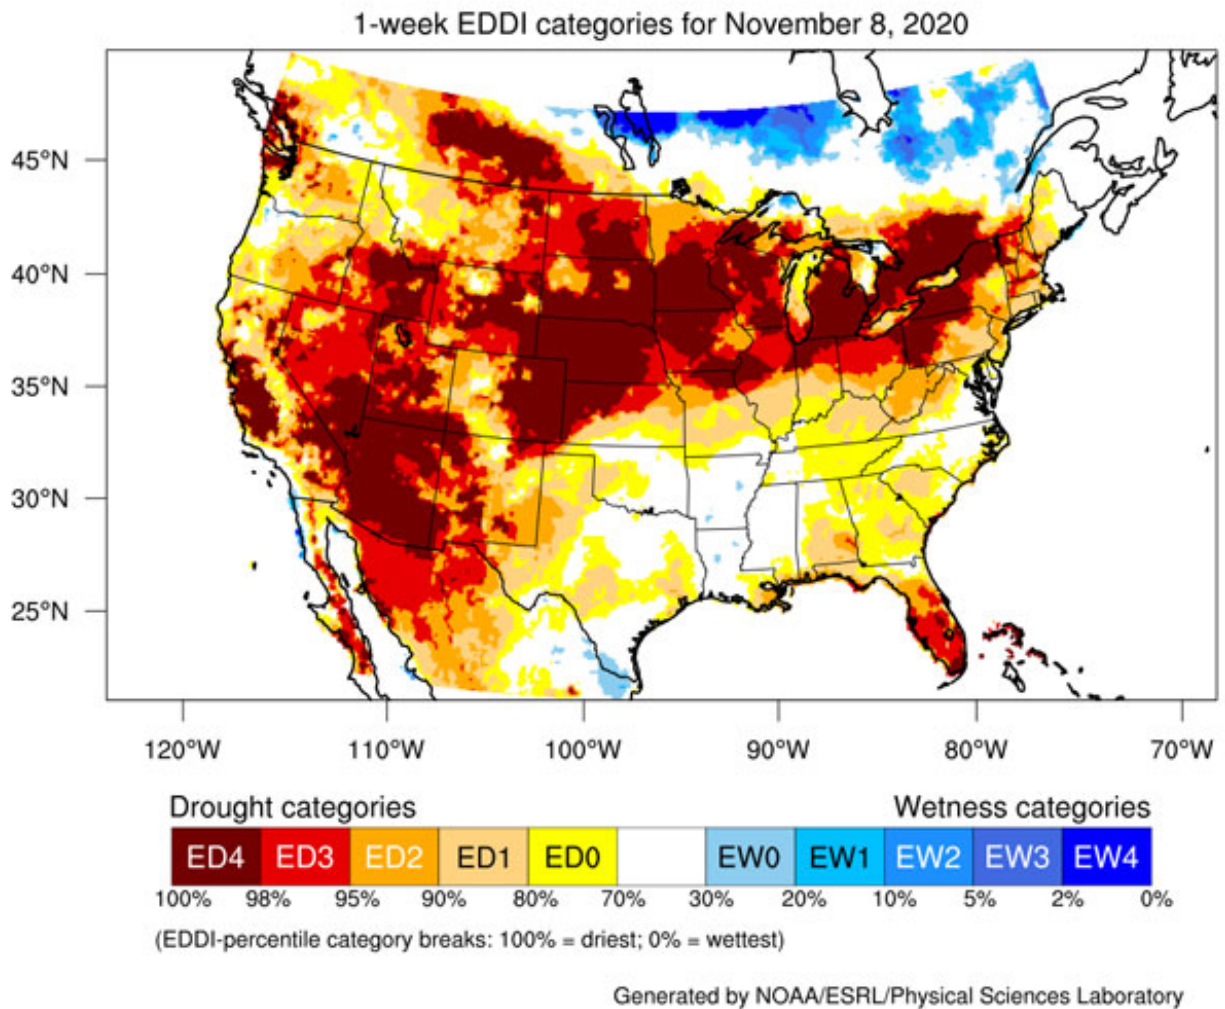 1-week EDDI categories for November 8, 2020
45°N
40°N
35°N
30°N
25°N
120°W 110°W 100°W 90°W 80°W 70°W
Drought categories Wetness categories
ED4 ED3 ED2 ED1 ED0 EW0 EW1 EW2 EW3 EW4
100% 98% 95% 90% 80% 70% 30% 20% 10% 5% 2% 0%
(EDDI-percentile category breaks: 100% = driest; 0% = wettest)
Generated by NOAA/ESRL/Physical Sciences Laboratory